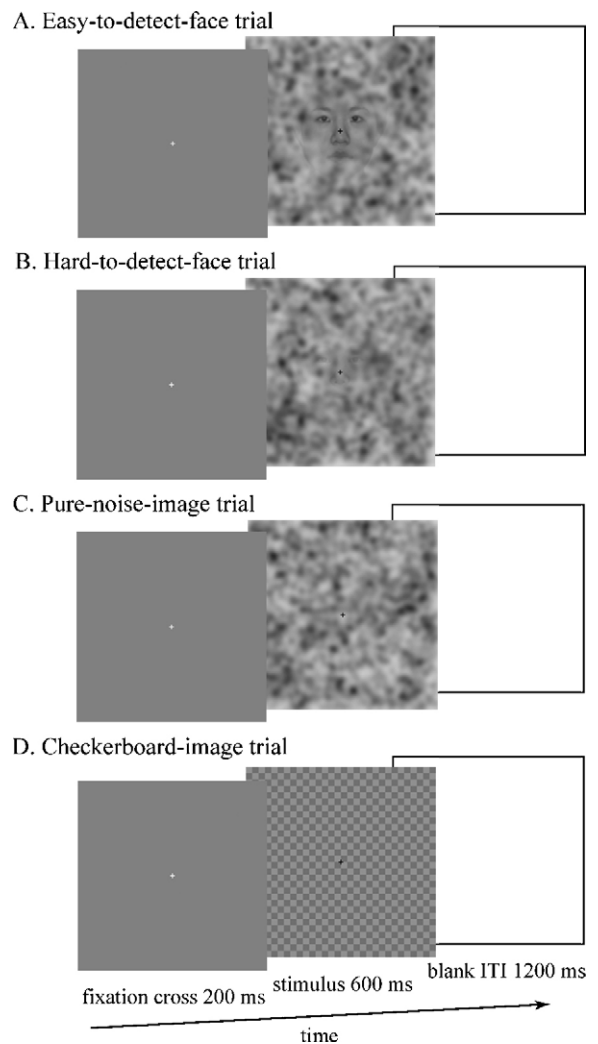 A. Easy-to-detect-face trial
B. Hard-to-detect-face trial
C. Pure-noise-image trial
D. Checkerboard-image trial
fixation cross 200 ms
stimulus 600 ms
blank ITI 1200 ms
time